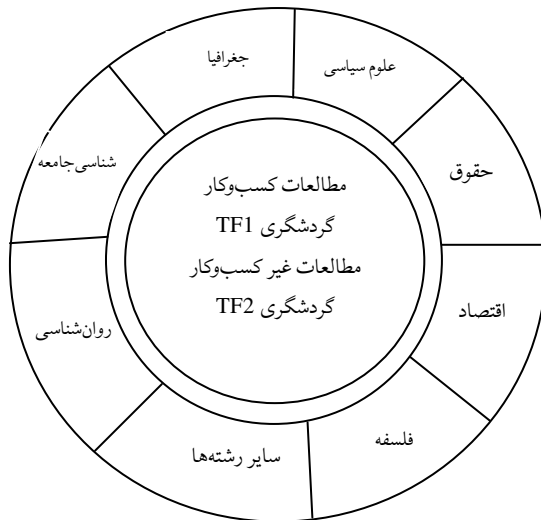 علوم سیاسی
جغرافیا
حقوق
شناسی‌جامعه
مطالعات کسب‌وکار
گردشگری TF1
مطالعات غیر کسب‌وکار
گردشگری TF2
اقتصاد
روان‌شناسی
فلسفه
سایر رشته‌ها